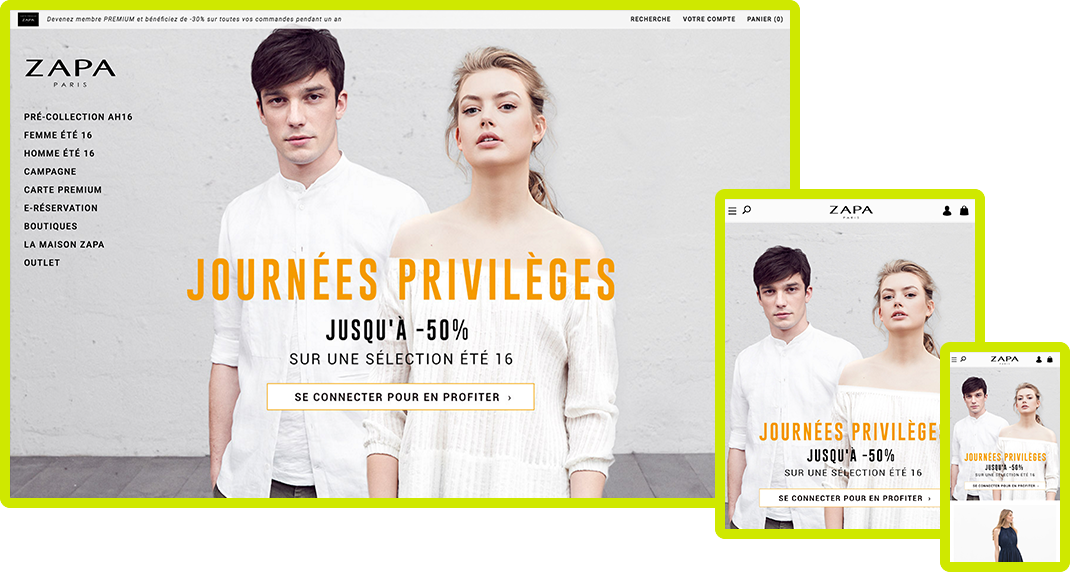 ZAPA
Devenez membre PREMIUM et bénéficiez de -30% sur toutes vos commandes pendant un an
RECHERCHE
VOTRE COMPTE
PANIER (0)
ZAPA
PARIS
PRÉ-COLLECTION AH16
FEMME ÉTÉ 16
HOMME ÉTÉ 16
CAMPAGNE
CARTE PREMIUM
E-RÉSERVATION
BOUTIQUES
LA MAISON ZAPA
OUTLET
JOURNÉES PRIVILÈGES
JUSQU'À -50%
SUR UNE SÉLECTION ÉTÉ 16
SE CONNECTER POUR EN PROFITER ›
ZAPA
PARIS
JOURNÉES PRIVILÈGE
JUSQU'À -50%
SUR UNE SÉLECTION ÉTÉ 16
SE CONNECTER POUR EN PROFITER ›
ZAPA
PARIS
JOURNÉES PRIVILÈGES
JUSQU'À -50%
SUR UNE SÉLECTION ÉTÉ 16
SE CONNECTER POUR EN PROFITER ›